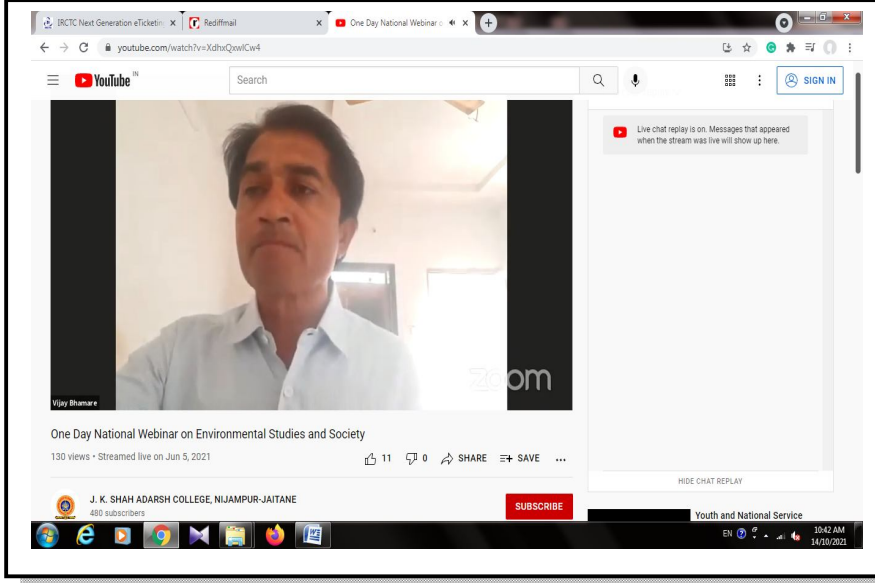 IRCTC Next Generation eTicketin
Rediffmail
One Day National Webinar o
youtube.com/watch?v=XdhxQxwlCw4
YouTube IN
Search
SIGN IN
Live chat replay is on. Messages that appeared
when the stream was live will show up here.
zoom
Vijay Bhamare
One Day National Webinar on Environmental Studies and Society
130 views • Streamed live on Jun 5, 2021
11
0
SHARE
SAVE
HIDE CHAT REPLAY
J. K. SHAH ADARSH COLLEGE, NIJAMPUR-JAITANE
480 subscribers
SUBSCRIBE
Youth and National Service
EN
10:42 AM
14/10/2021